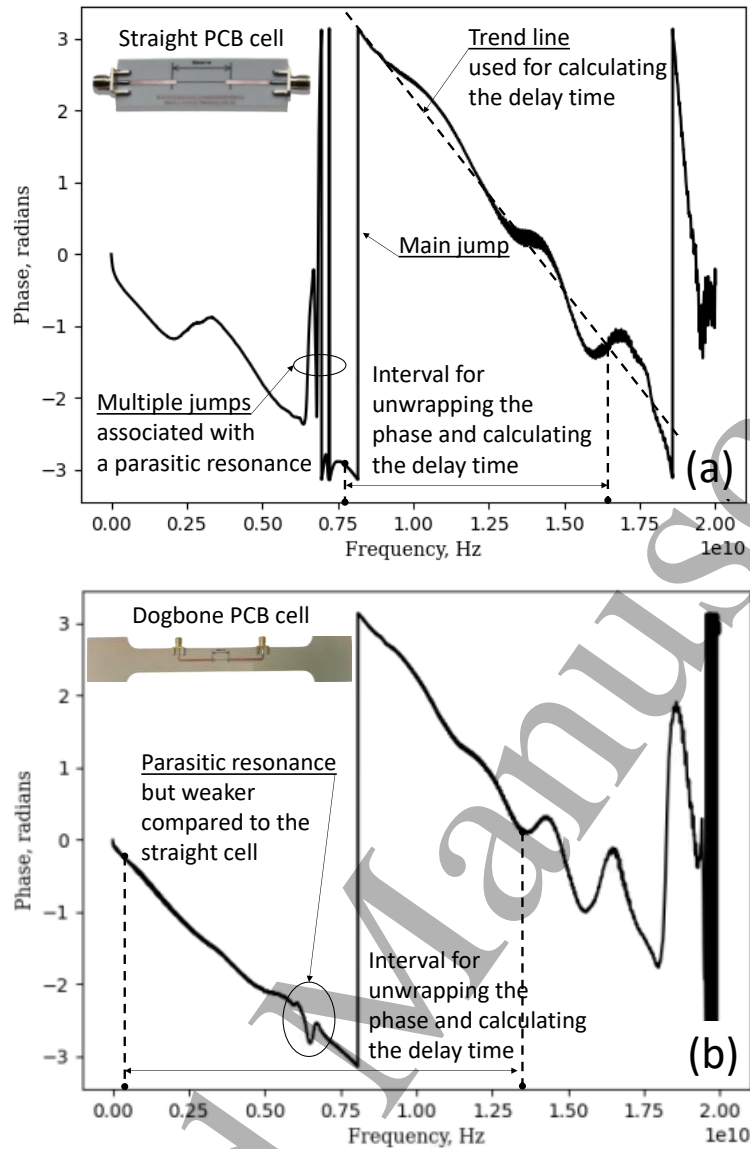 Straight PCB cell
Trend line
used for calculating
the delay time
Main jump
Multiple jumps
associated with
a parasitic resonance
Interval for
unwrapping the
phase and calculating
the delay time
(a)
Phase, radians
3
2
1
0
−1
−2
−3
0.00
0.25
0.50
0.75
1.00
1.25
1.50
1.75
2.00
1e10
Frequency, Hz
Dogbone PCB cell
Parasitic resonance
but weaker
compared to the
straight cell
Interval for
unwrapping the
phase and calculating
the delay time
(b)
Phase, radians
3
2
1
0
−1
−2
−3
0.00
0.25
0.50
0.75
1.00
1.25
1.50
1.75
2.00
1e10
Frequency, Hz
Manus